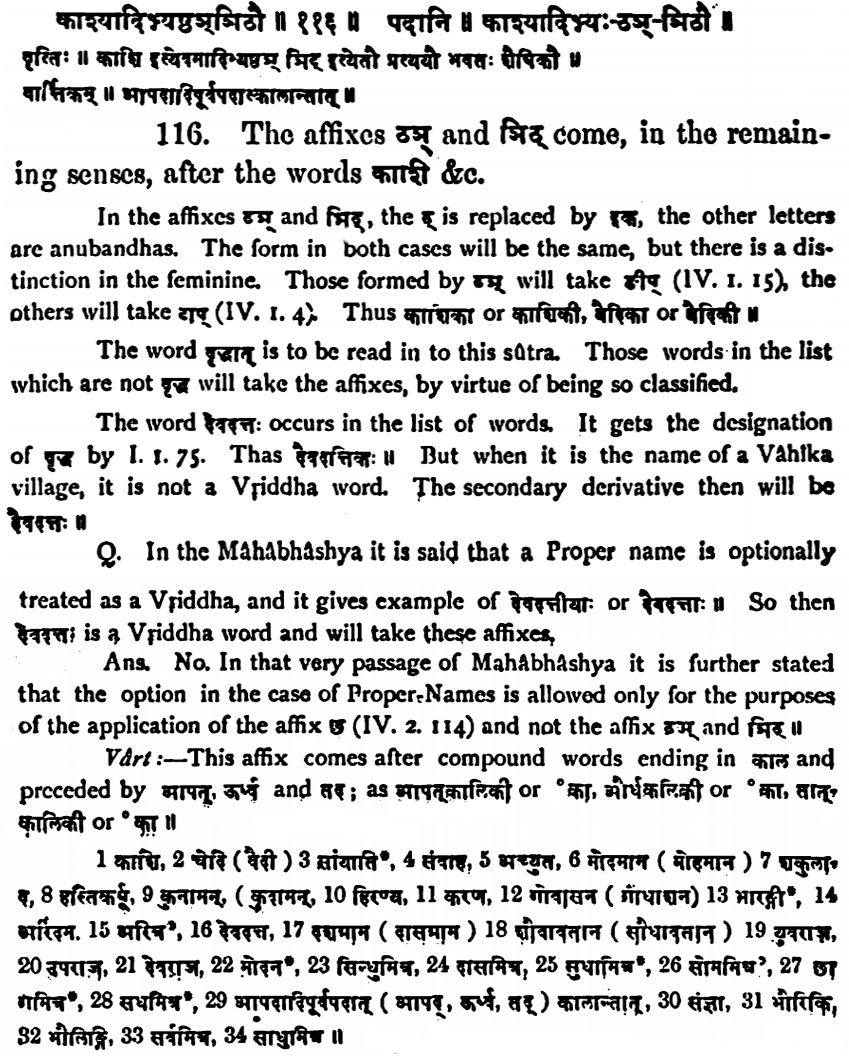 काश्यादिभ्यष्ठञ्ञिठौ ॥ ११६ ॥ पदानि ॥ काश्यादिभ्यः-ठञ्-ञिठौ ॥
वृत्तिः ॥ काशि इत्येवमादिभ्यष्ठञ् ञिठ् इत्येतौ प्रत्ययौ भवतः शैषिकौ ॥
वार्त्तिकम् ॥ आपदादिपूर्वपदात्कालान्तात् ॥
116. The affixes ठञ् and ञिठ् come, in the remain-
ing senses, after the words काशि &c.
In the affixes ठञ् and ञिठ्, the ठ् is replaced by इक, the other letters
are anubandhas. The form in both cases will be the same, but there is a dis-
tinction in the feminine. Those formed by ठञ् will take ङीप् (IV. 1. 15), the
others will take टाप् (IV. 1. 4). Thus काशिका or काशिकी, बैदिका or बैदिकी ॥
The word वृद्धात् is to be read in to this sûtra. Those words in the list
which are not वृद्ध will take the affixes, by virtue of being so classified.
The word देवदत्तः occurs in the list of words. It gets the designation
of वृद्ध by I. 1. 75. Thas दैवदत्तिकः ॥ But when it is the name of a Vâhîka
village, it is not a Vṛiddha word. The secondary derivative then will be
दैवदत्तः ॥
Q. In the Mâhâbhâshya it is said that a Proper name is optionally
treated as a Vṛiddha, and it gives example of देवदत्तीयाः or दैवदत्ताः ॥ So then
देवदत्तः is a Vṛiddha word and will take these affixes,
Ans. No. In that very passage of Mahâbhâshya it is further stated
that the option in the case of Proper-Names is allowed only for the purposes
of the application of the affix छ (IV. 2. 114) and not the affix ठञ् and ञिठ् ॥
Vârt :—This affix comes after compound words ending in काल and
preceded by आपत्, ऊर्ध्व and तद् ; as आपत्कालिकी or °का, और्धकलिकी or °का, तात्-
कालिकी or °का ॥
1 काशि, 2 चेदि ( वैदी ) 3 सांयाति*, 4 संवाह, 5 अच्युत, 6 मोदमान ( मोहमान ) 7 शकुला-
द, 8 हस्तिकर्षू, 9 कुनामन्, ( कुदामन्, 10 हिरण्य, 11 करण, 12 गोवासन ( गोधाशन) 13 भारङ्गी*, 14
अरिंदम. 15 अरित्र*, 16 देवदत्त, 17 दशग्राम ( दासग्राम ) 18 शौवावतान ( सौधावतान ) 19 युवराज,
20 उपराज, 21 देवराज, 22 मोदन*, 23 सिन्धुमित्र, 24 दासमित्र, 25 सुधामित्र*, 26 सोममित्र*, 27 छा
गमित्र*, 28 सधमित्र*, 29 आपदादिपूर्वपदात् ( आपद्, ऊर्ध्व, तद् ) कालान्तात्, 30 संज्ञा, 31 भौरिकि,
32 भौलिङ्गि, 33 सर्वमित्र, 34 साधुमित्र ॥